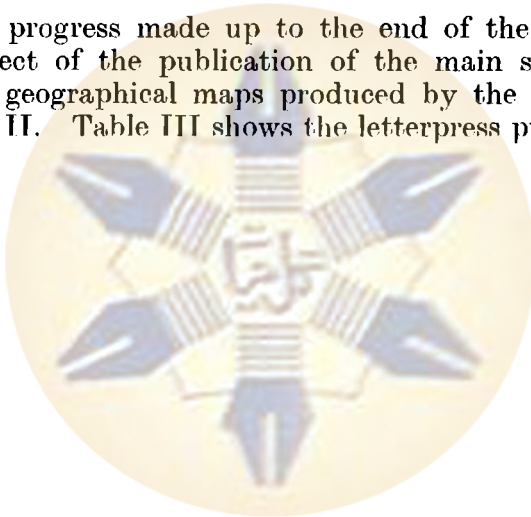 progress made up to the end of the
ect of the publication of the main s
geographical maps produced by the
II. Table III shows the letterpress p